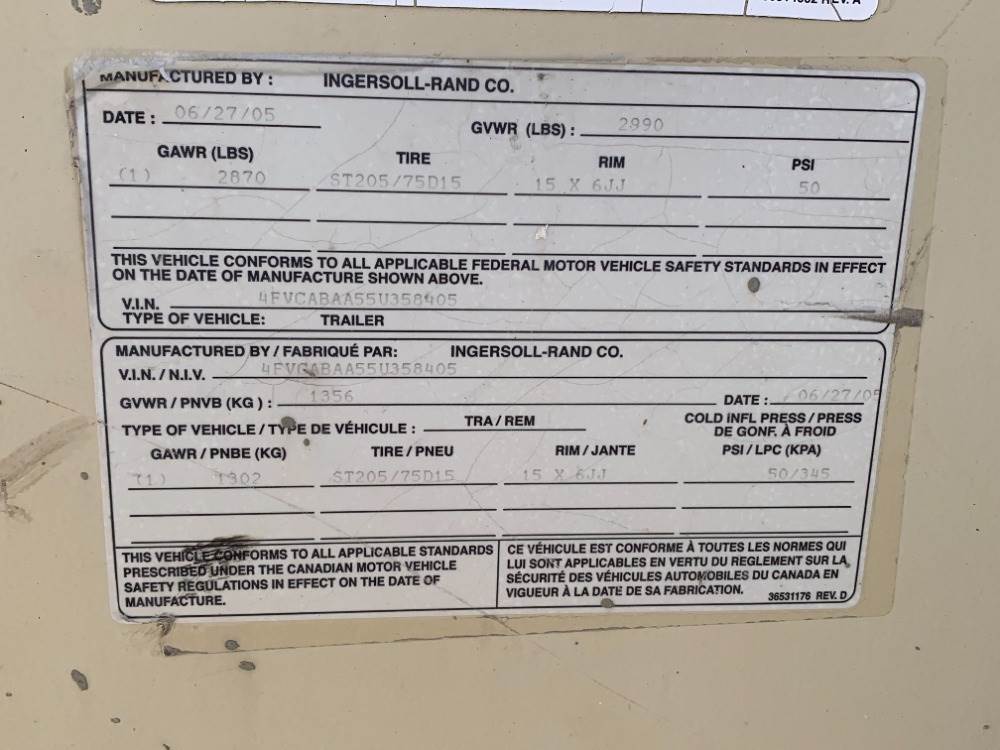 REV. A
MANUFACTURED BY : INGERSOLL-RAND CO.
DATE : 06/27/05 GVWR (LBS) : 2990
GAWR (LBS) TIRE RIM PSI
(1) 2870 ST205/75D15 15 X 6JJ 50
THIS VEHICLE CONFORMS TO ALL APPLICABLE FEDERAL MOTOR VEHICLE SAFETY STANDARDS IN EFFECT
ON THE DATE OF MANUFACTURE SHOWN ABOVE.
V.I.N. 4FVCABAA55U358405
TYPE OF VEHICLE: TRAILER
MANUFACTURED BY / FABRIQUÉ PAR: INGERSOLL-RAND CO.
V.I.N. / N.I.V. 4FVCABAA55U358405
GVWR / PNVB (KG) : 1356 DATE : 06/27/05
TYPE OF VEHICLE / TYPE DE VÉHICULE : TRA / REM COLD INFL PRESS / PRESS
DE GONF. À FROID
GAWR / PNBE (KG) TIRE / PNEU RIM / JANTE PSI / LPC (KPA)
(1) 1302 ST205/75D15 15 X 6JJ 50/345
THIS VEHICLE CONFORMS TO ALL APPLICABLE STANDARDS
PRESCRIBED UNDER THE CANADIAN MOTOR VEHICLE
SAFETY REGULATIONS IN EFFECT ON THE DATE OF
MANUFACTURE.
CE VÉHICULE EST CONFORME À TOUTES LES NORMES QUI
LUI SONT APPLICABLES EN VERTU DU REGLEMENT SUR LA
SÉCURITÉ DES VÉHICULES AUTOMOBILES DU CANADA EN
VIGUEUR À LA DATE DE SA FABRICATION.
36531176 REV. D